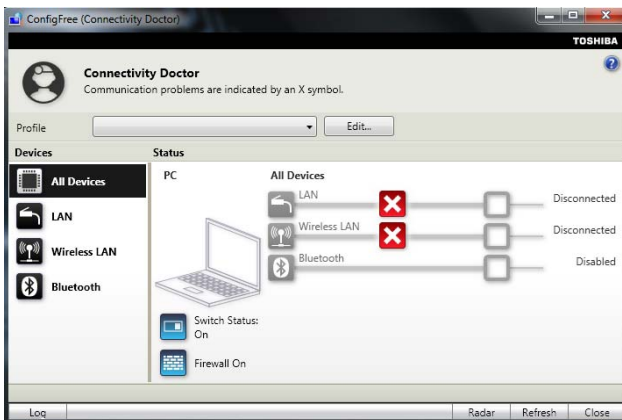 ConfigFree (Connectivity Doctor)
TOSHIBA
Connectivity Doctor
Communication problems are indicated by an X symbol.
Profile
Edit...
Devices
Status
All Devices
LAN
Wireless LAN
Bluetooth
PC
Switch Status:
On
Firewall On
All Devices
LAN
Disconnected
Wireless LAN
Disconnected
Bluetooth
Disabled
Log
Radar
Refresh
Close